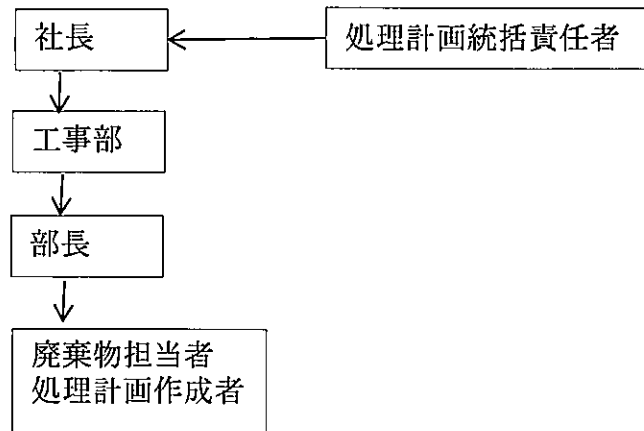 社長
処理計画統括責任者
工事部
部長
廃棄物担当者
処理計画作成者